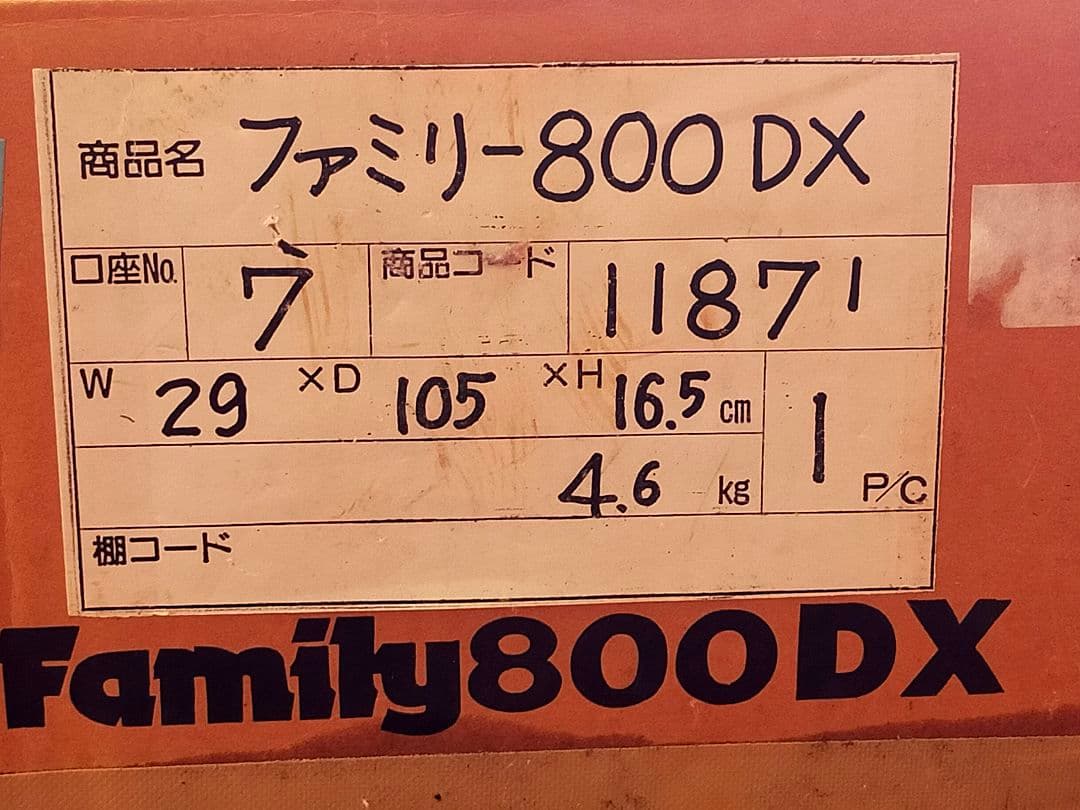 商品名 ファミリー800DX
口座No. 7 商品コード 11871
W 29 ×D 105 ×H 16.5 cm
4.6 kg 1 P/C
棚コード
Family800DX